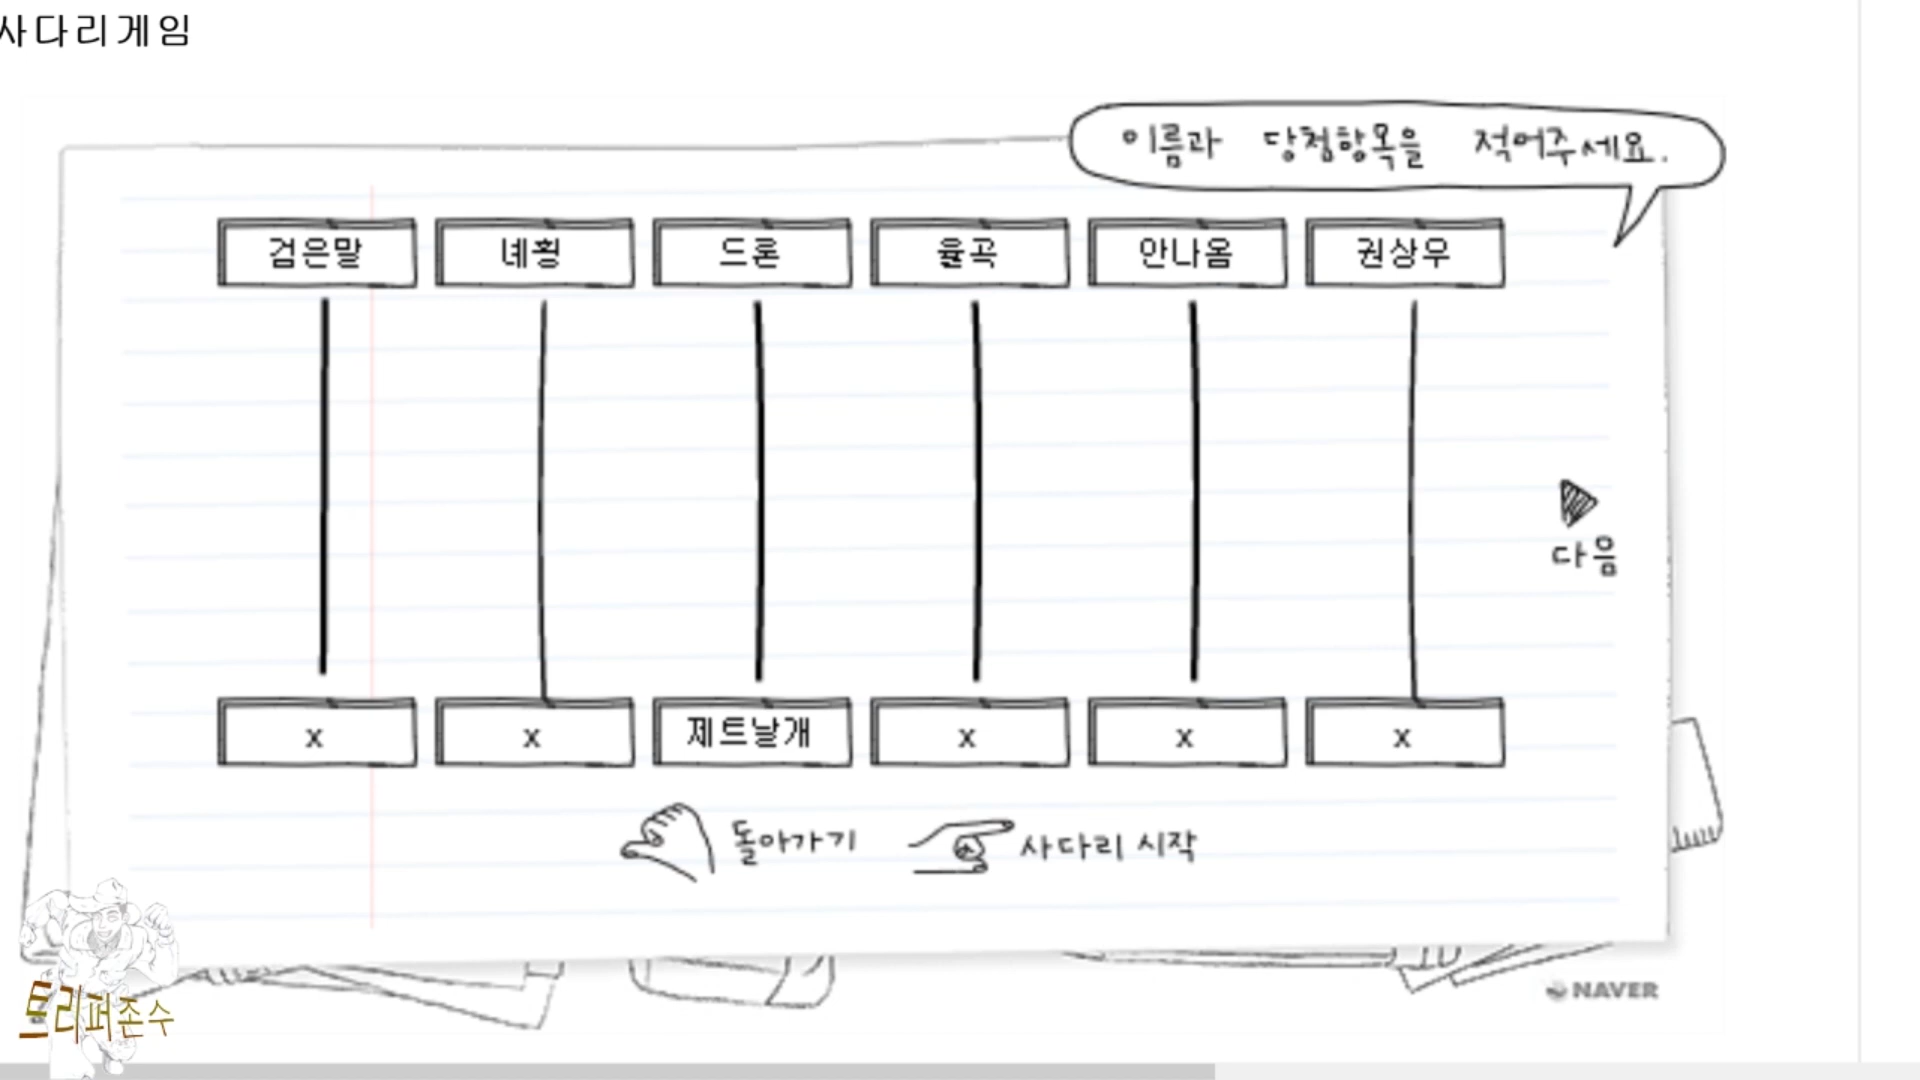 사다리게임
이름과 당첨항목을 적어주세요.
검은말 녜횡 드론 율곡 안나옴 권상우
다음
x x 제트날개 x x x
돌아가기 사다리 시작
트리퍼존수
NAVER